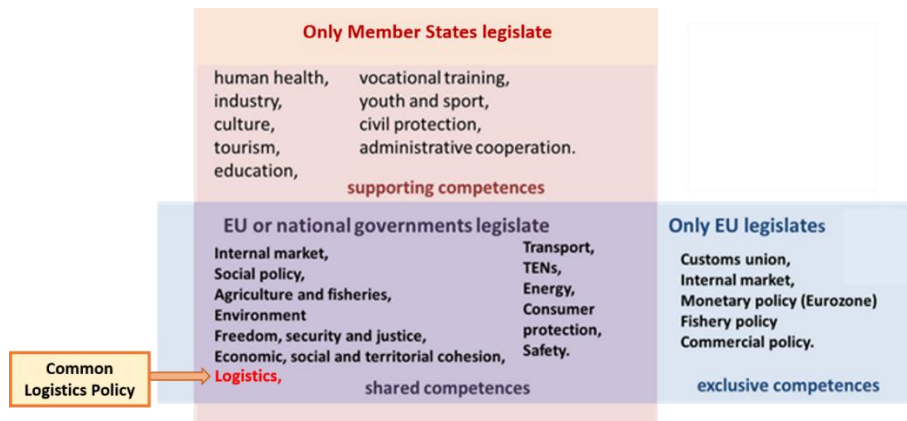 Only Member States legislate
human health,
industry,
culture,
tourism,
education,
vocational training,
youth and sport,
civil protection,
administrative cooperation.
supporting competences
EU or national governments legislate
Internal market,
Social policy,
Agriculture and fisheries,
Environment
Freedom, security and justice,
Economic, social and territorial cohesion,
Logistics,
Transport,
TENs,
Energy,
Consumer
protection,
Safety.
shared competences
Only EU legislates
Customs union,
Internal market,
Monetary policy (Eurozone)
Fishery policy
Commercial policy.
exclusive competences
Common
Logistics Policy